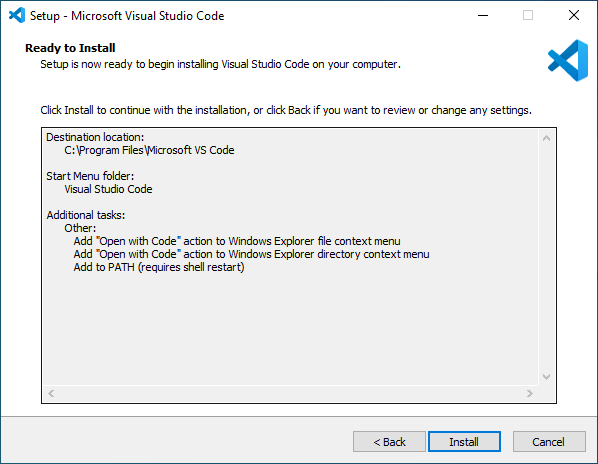 Setup - Microsoft Visual Studio Code
Ready to Install
Setup is now ready to begin installing Visual Studio Code on your computer.
Click Install to continue with the installation, or click Back if you want to review or change any settings.
Destination location:
C:\Program Files\Microsoft VS Code
Start Menu folder:
Visual Studio Code
Additional tasks:
Other:
Add "Open with Code" action to Windows Explorer file context menu
Add "Open with Code" action to Windows Explorer directory context menu
Add to PATH (requires shell restart)
< Back
Install
Cancel